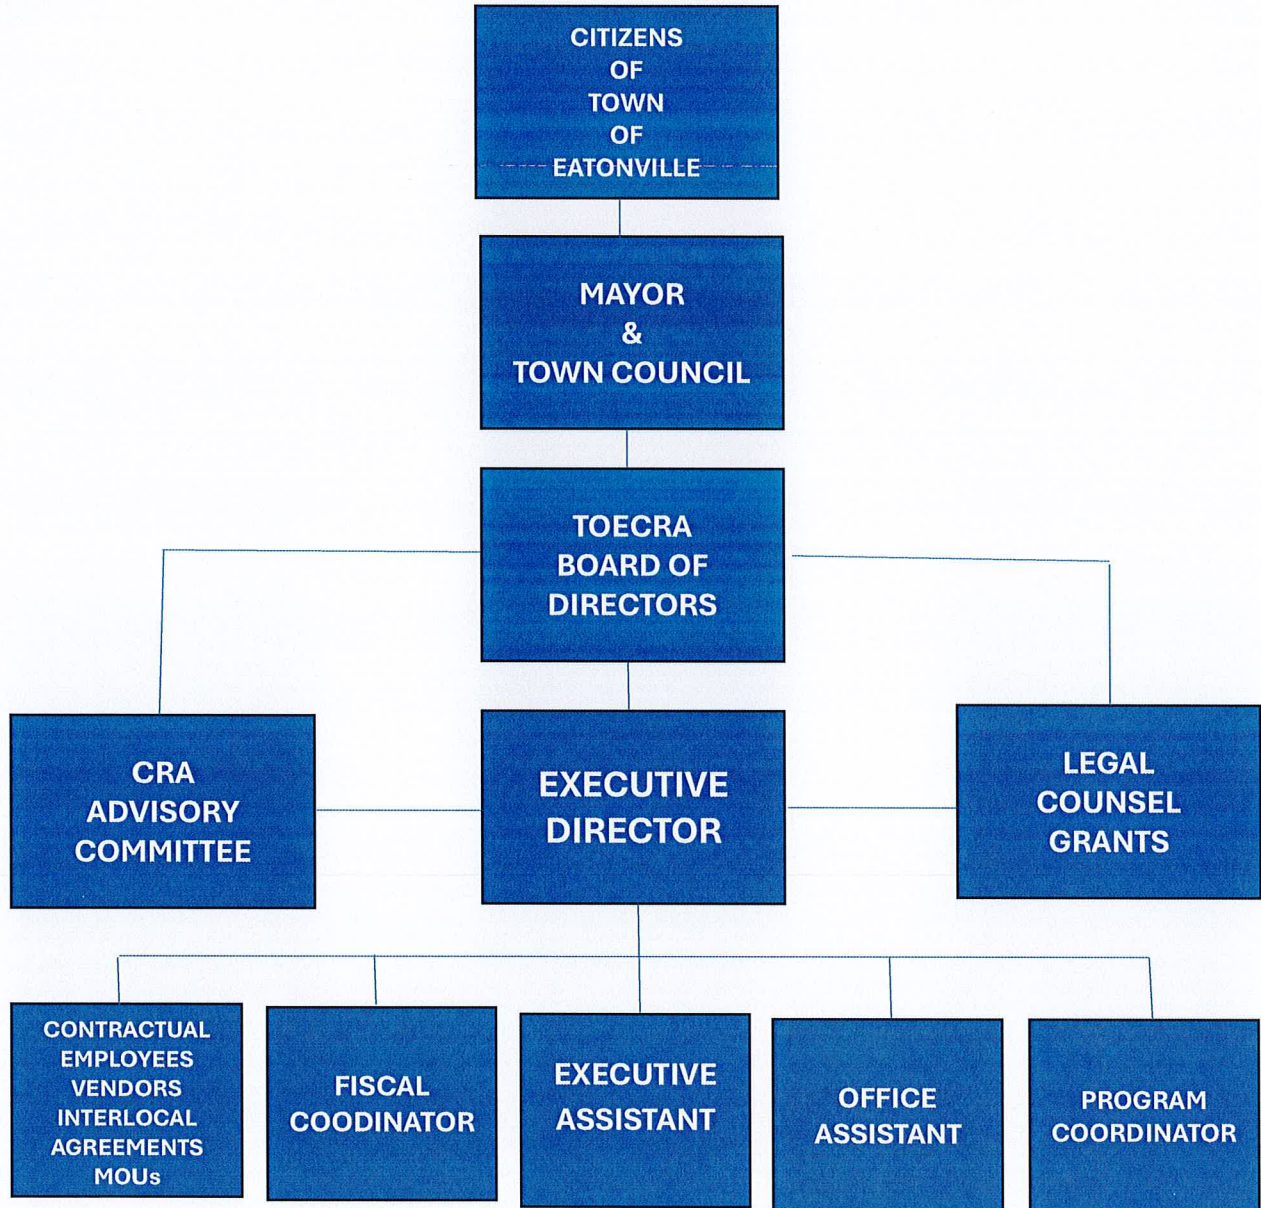 CITIZENS
OF
TOWN
OF
EATONVILLE
MAYOR
&
TOWN COUNCIL
TOECRA
BOARD OF
DIRECTORS
CRA
ADVISORY
COMMITTEE
EXECUTIVE
DIRECTOR
LEGAL
COUNSEL
GRANTS
CONTRACTUAL
EMPLOYEES
VENDORS
INTERLOCAL
AGREEMENTS
MOUs
FISCAL
COODINATOR
EXECUTIVE
ASSISTANT
OFFICE
ASSISTANT
PROGRAM
COORDINATOR